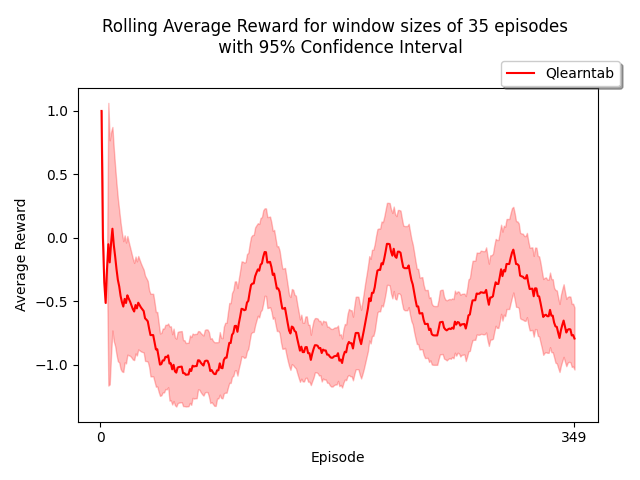 Rolling Average Reward for window sizes of 35 episodes
with 95% Confidence Interval
Qlearntab
1.0
0.5
0.0
−0.5
−1.0
Average Reward
0
349
Episode